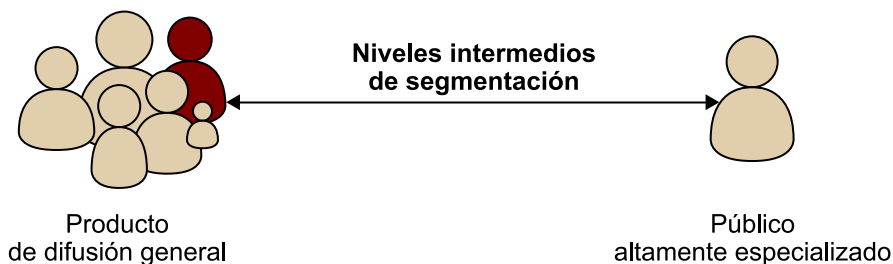 Niveles intermedios
de segmentación
Producto
de difusión general
Público
altamente especializado